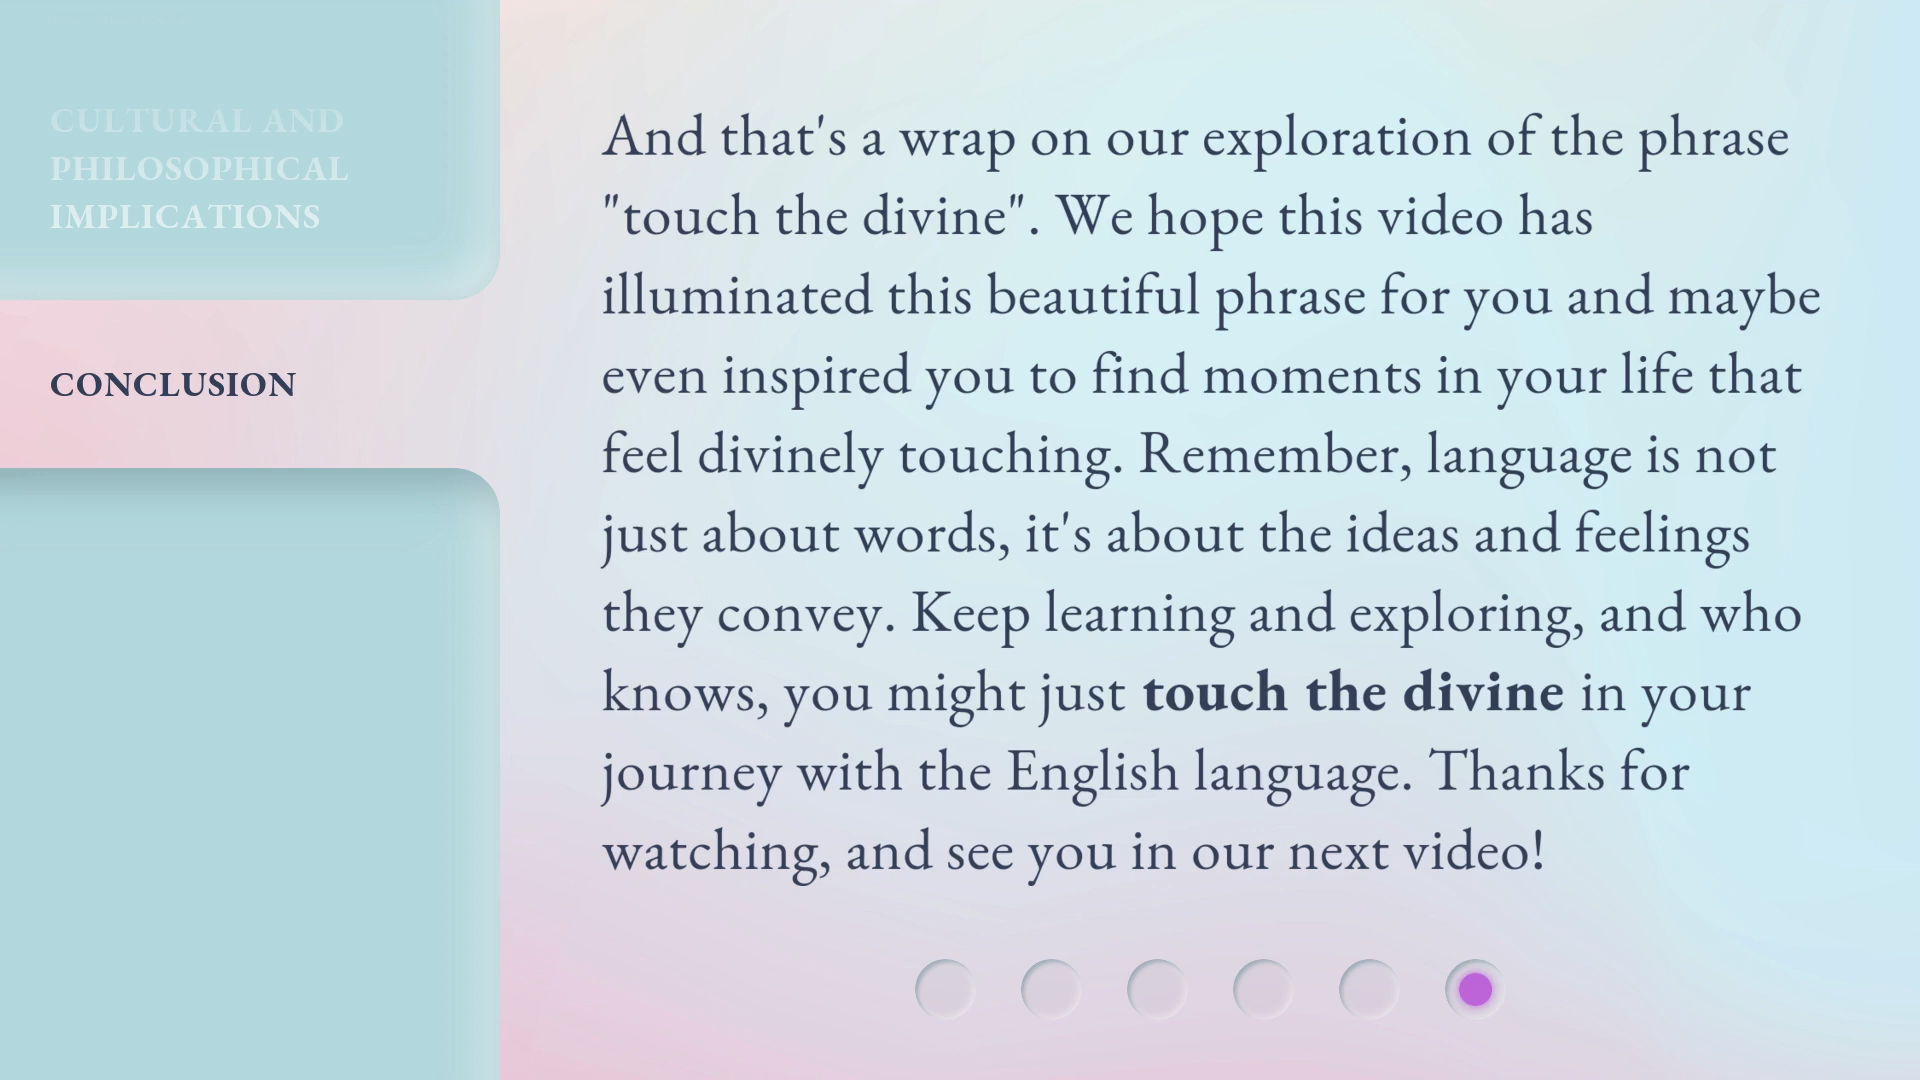 CULTURAL AND
PHILOSOPHICAL
IMPLICATIONS
CONCLUSION
And that's a wrap on our exploration of the phrase
"touch the divine". We hope this video has
illuminated this beautiful phrase for you and maybe
even inspired you to find moments in your life that
feel divinely touching. Remember, language is not
just about words, it's about the ideas and feelings
they convey. Keep learning and exploring, and who
knows, you might just touch the divine in your
journey with the English language. Thanks for
watching, and see you in our next video!